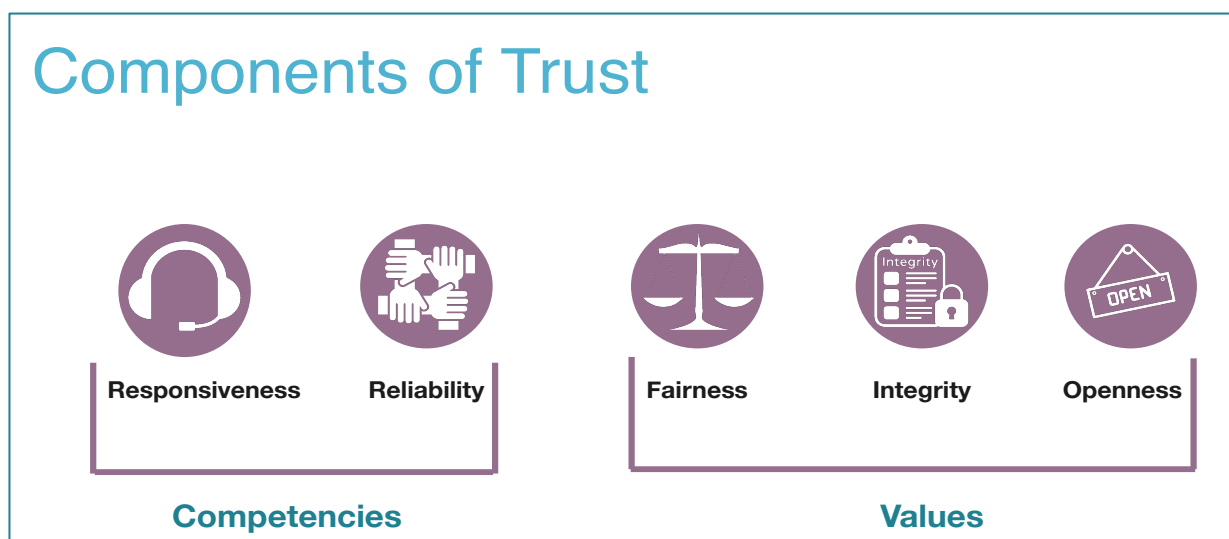 Components of Trust
Integrity
OPEN
Responsiveness
Reliability
Fairness
Integrity
Openness
Competencies
Values